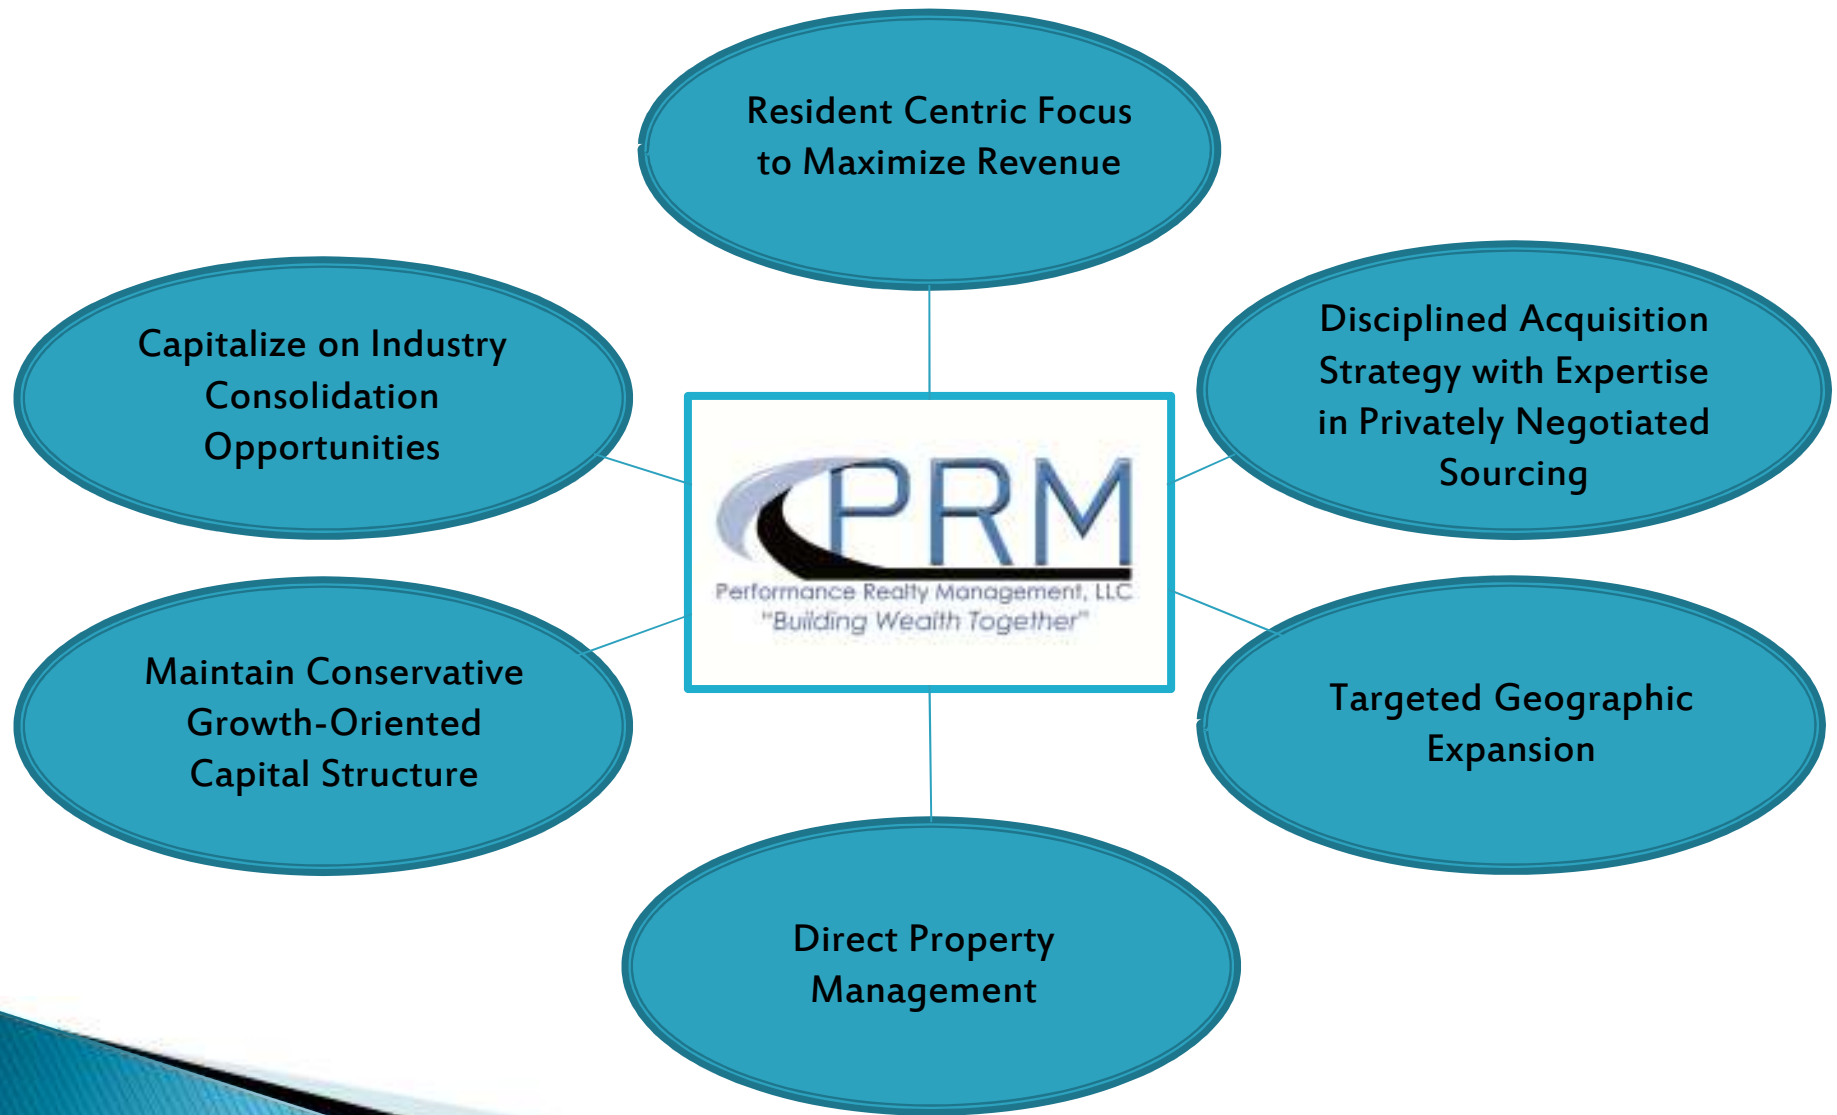 Resident Centric Focus
to Maximize Revenue
Capitalize on Industry
Consolidation
Opportunities
Disciplined Acquisition
Strategy with Expertise
in Privately Negotiated
Sourcing
PRM
Performance Realty Management, LLC
"Building Wealth Together"
Maintain Conservative
Growth-Oriented
Capital Structure
Targeted Geographic
Expansion
Direct Property
Management